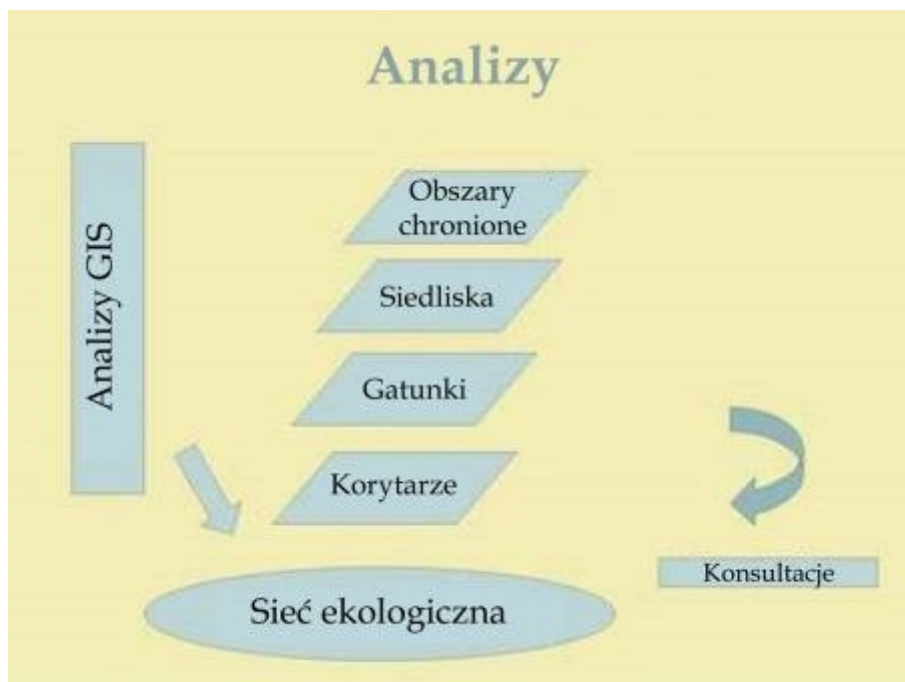 Analizy
Analizy GIS
Obszary
chronione
Siedliska
Gatunki
Korytarze
Sieć ekologiczna
Konsultacje